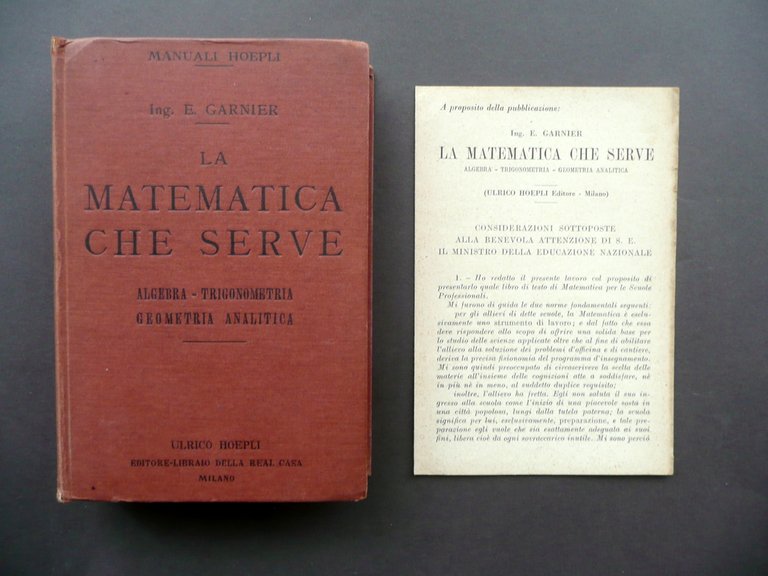 MANUALI HOEPLI
Ing. E. GARNIER
LA
MATEMATICA
CHE SERVE
ALGEBRA - TRIGONOMETRIA
GEOMETRIA ANALITICA
ULRICO HOEPLI
EDITORE-LIBRAIO DELLA REAL CASA
MILANO
A proposito della pubblicazione:
Ing. E. GARNIER
LA MATEMATICA CHE SERVE
ALGEBRA - TRIGONOMETRIA - GEOMETRIA ANALITICA
(ULRICO HOEPLI Editore - Milano)
CONSIDERAZIONI SOTTOPOSTE
ALLA BENEVOLA ATTENZIONE DI S. E.
IL MINISTRO DELLA EDUCAZIONE NAZIONALE
1. - Ho redatto il presente lavoro col proposito di
presentarlo quale libro di testo di Matematica per le Scuole
Professionali.
Mi furono di guida le due norme fondamentali seguenti:
per gli allievi di dette scuole, la Matematica è esclu-
sivamente uno strumento di lavoro; e dal fatto che essa
deve rispondere allo scopo di offrire una solida base per
lo studio delle scienze applicate oltre che al fine di abilitare
l'allievo alla soluzione dei problemi d'officina e di cantiere,
deriva la precisa fisionomia del programma d'insegnamento.
Mi sono quindi preoccupato di circoscrivere la scelta delle
materie all'insieme delle cognizioni atte a soddisfare, nè
in più nè in meno, al suddetto duplice requisito;
inoltre, l'allievo ha fretta. Egli non saluta il suo in-
gresso alla scuola come l'inizio di una piacevole sosta in
una città popolosa, lungi dalla tutela paterna; la scuola
significa per lui, esclusivamente, preparazione, e tale pre-
parazione egli vuole che sia esattamente adeguata ai suoi
fini, libera cioè da ogni sovraccarico inutile. Mi sono perciò